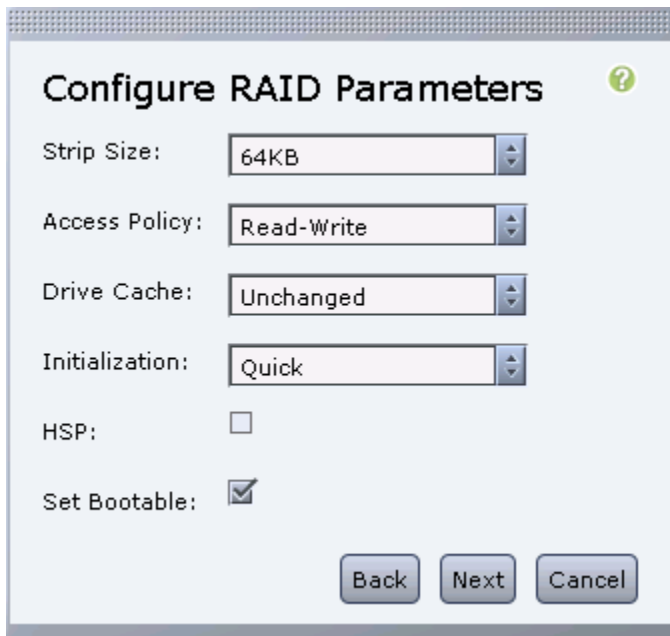 Configure RAID Parameters ?
Strip Size: 64KB
Access Policy: Read-Write
Drive Cache: Unchanged
Initialization: Quick
HSP:
Set Bootable:
Back Next Cancel